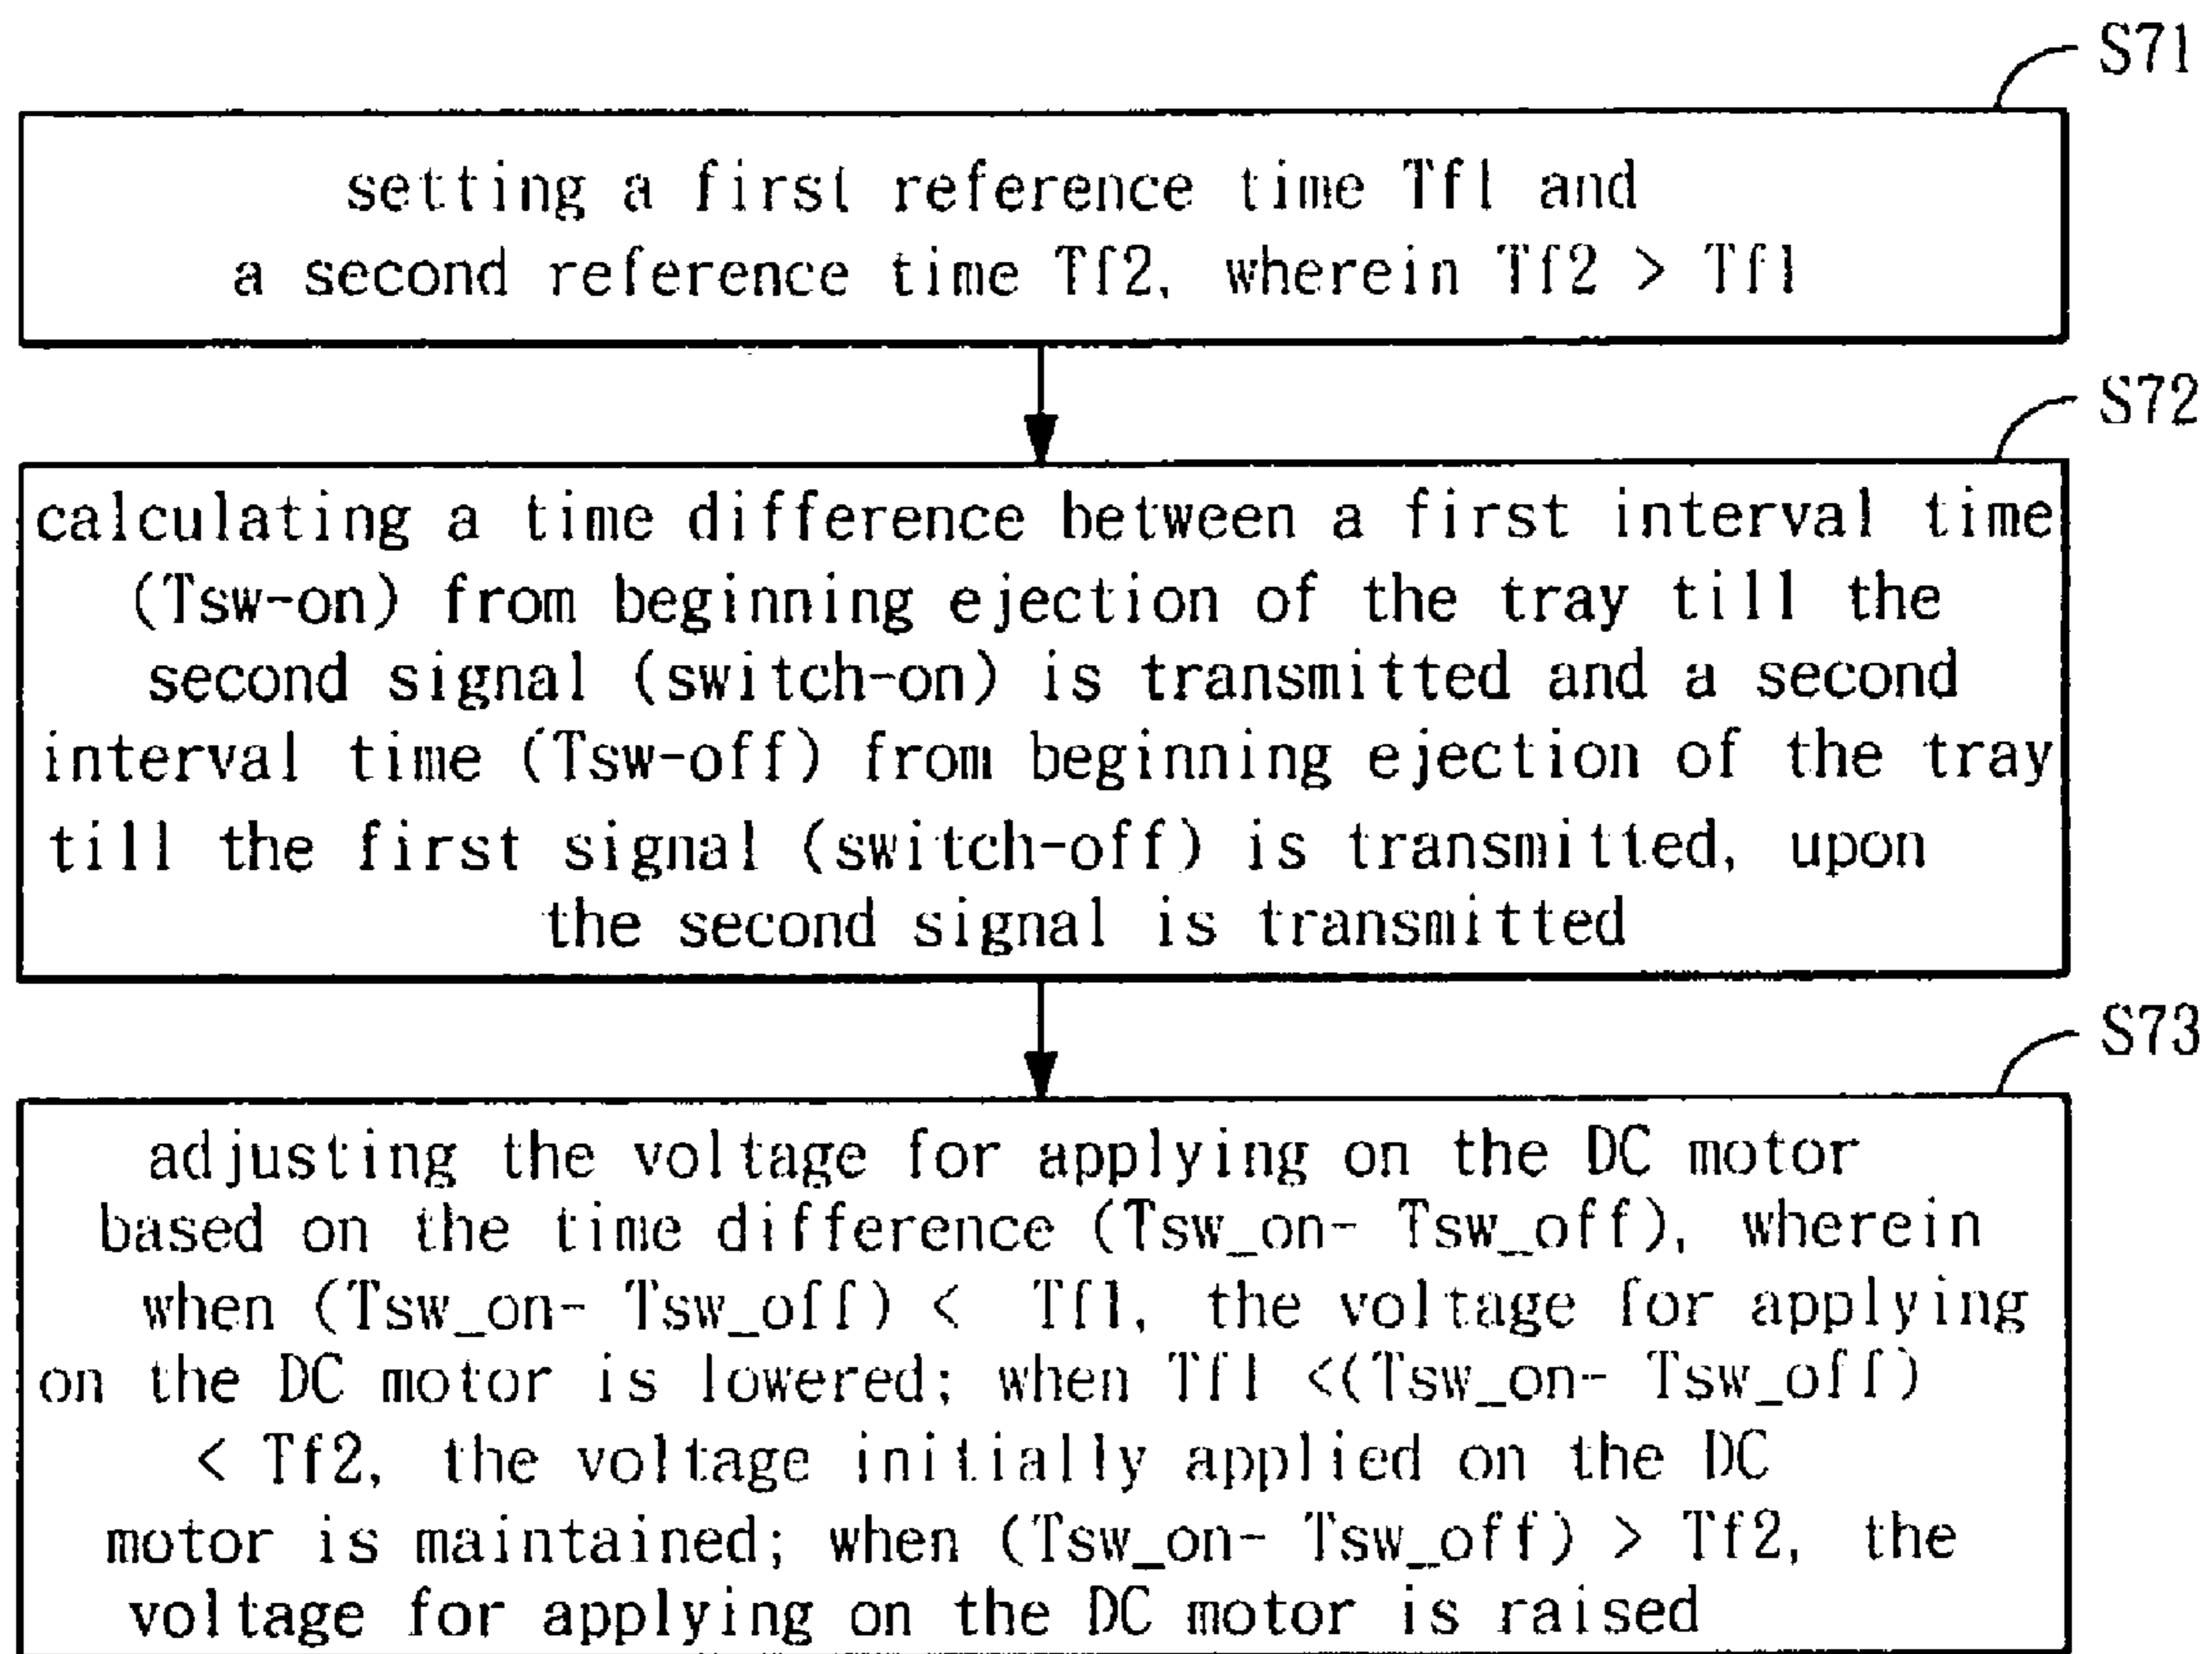 S71
setting a first reference time Tf1 and
a second reference time Tf2, wherein Tf2 > Tf1
S72
calculating a time difference between a first interval time
(Tsw-on) from beginning ejection of the tray till the
second signal (switch-on) is transmitted and a second
interval time (Tsw-off) from beginning ejection of the tray
till the first signal (switch-off) is transmitted, upon
the second signal is transmitted
S73
adjusting the voltage for applying on the DC motor
based on the time difference (Tsw_on- Tsw_off), wherein
when (Tsw_on- Tsw_off) < Tf1, the voltage for applying
on the DC motor is lowered; when Tf1 <(Tsw_on- Tsw_off)
< Tf2, the voltage initially applied on the DC
motor is maintained; when (Tsw_on- Tsw_off) > Tf2, the
voltage for applying on the DC motor is raised